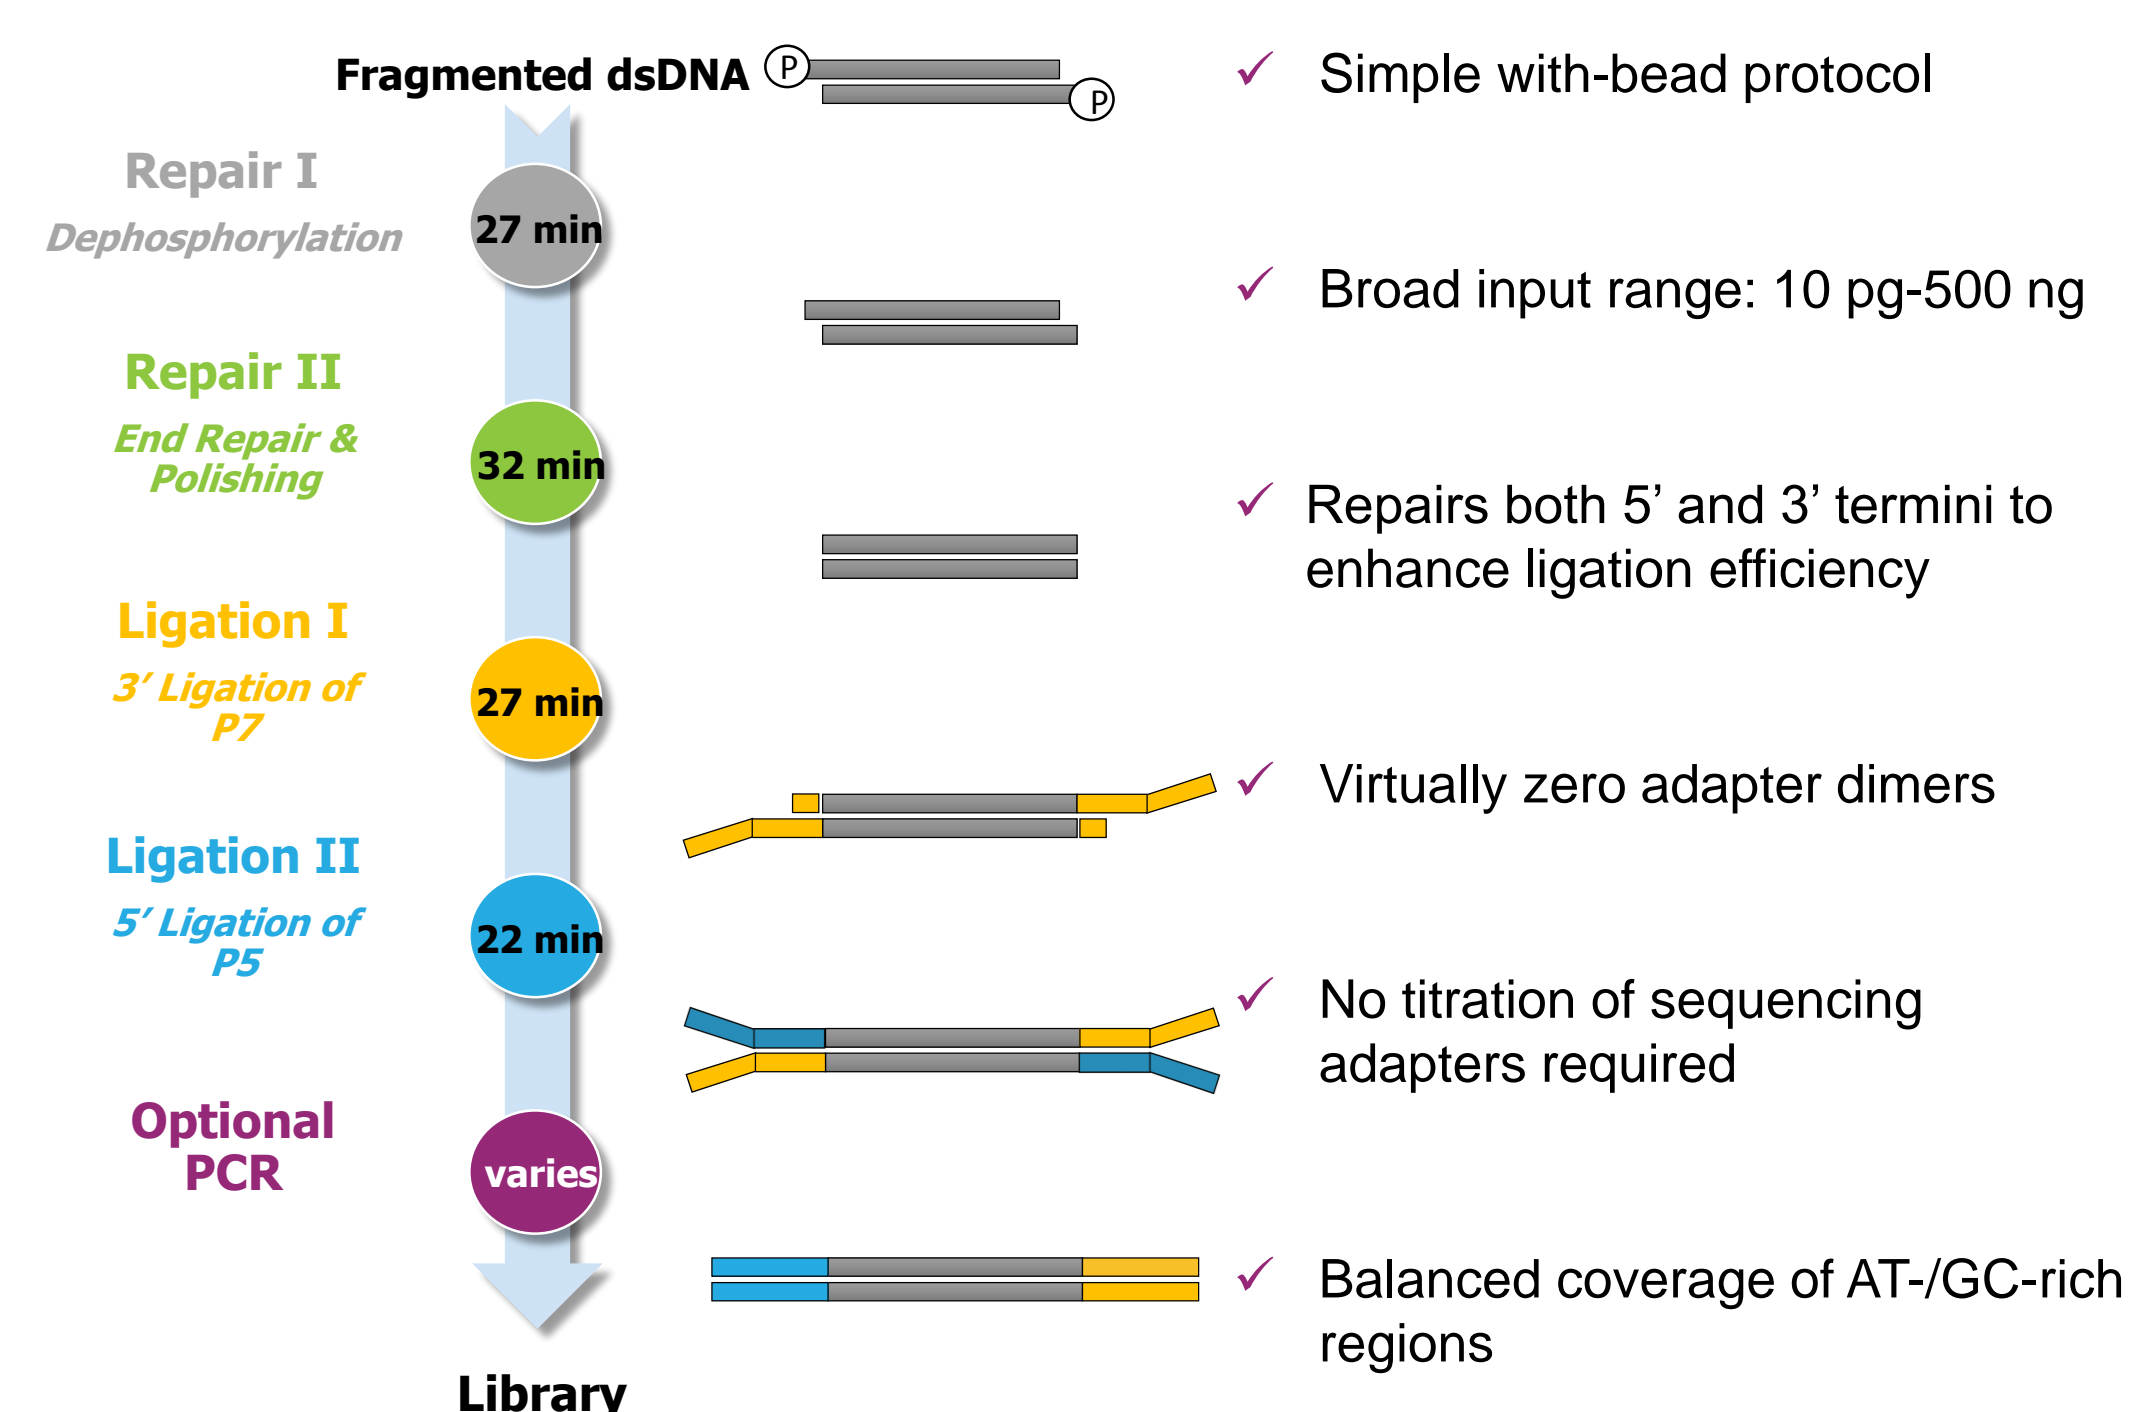 Fragmented dsDNA
P
P
Repair I
Dephosphorylation
27 min
Repair II
End Repair &
Polishing
32 min
Ligation I
3′ Ligation of
P7
27 min
Ligation II
5′ Ligation of
P5
22 min
Optional
PCR
varies
Library
✓ Simple with-bead protocol
✓ Broad input range: 10 pg-500 ng
✓ Repairs both 5’ and 3’ termini to
enhance ligation efficiency
✓ Virtually zero adapter dimers
✓ No titration of sequencing
adapters required
✓ Balanced coverage of AT-/GC-rich
regions